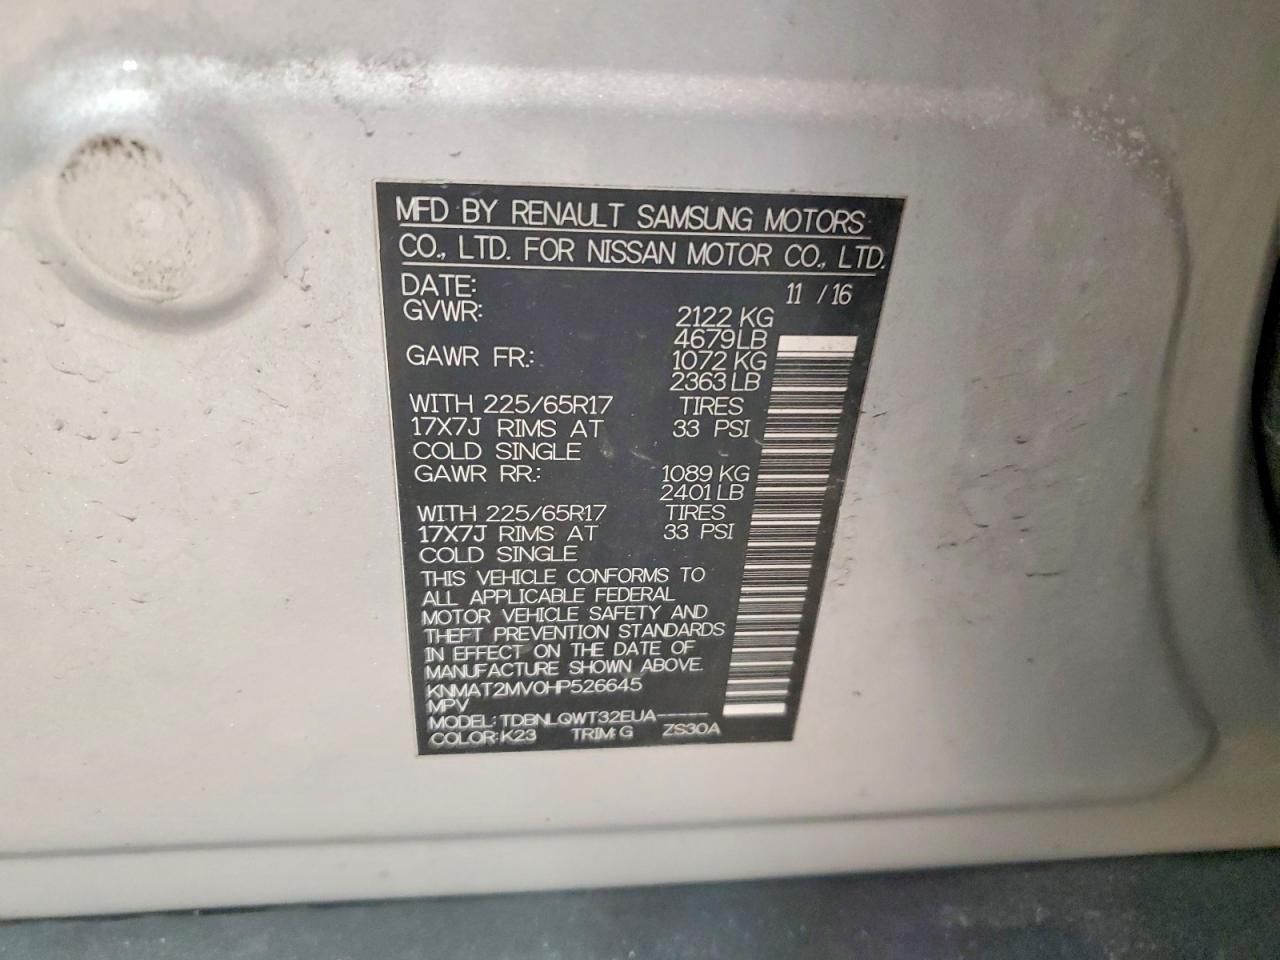 MFD BY RENAULT SAMSUNG MOTORS
CO., LTD. FOR NISSAN MOTOR CO., LTD.
DATE: 11 / 16
GVWR: 2122 KG
4679 LB
GAWR FR.: 1072 KG
2363 LB
WITH 225/65R17 TIRES
17X7J RIMS AT 33 PSI
COLD SINGLE
GAWR RR.: 1089 KG
2401 LB
WITH 225/65R17 TIRES
17X7J RIMS AT 33 PSI
COLD SINGLE
THIS VEHICLE CONFORMS TO
ALL APPLICABLE FEDERAL
MOTOR VEHICLE SAFETY AND
THEFT PREVENTION STANDARDS
IN EFFECT ON THE DATE OF
MANUFACTURE SHOWN ABOVE.
KNMAT2MV0HP526645
MPV
MODEL: TDBNLQWT32EUA-----
COLOR: K23 TRIM: G ZS30A